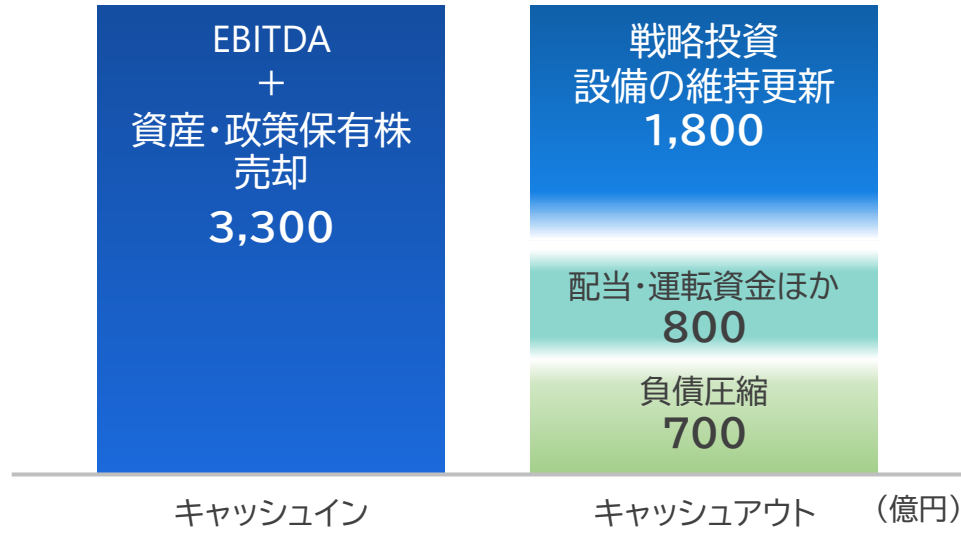 EBITDA
＋
資産・政策保有株
売却
3,300
戦略投資
設備の維持更新
1,800
配当・運転資金ほか
800
負債圧縮
700
キャッシュイン
キャッシュアウト
（億円）